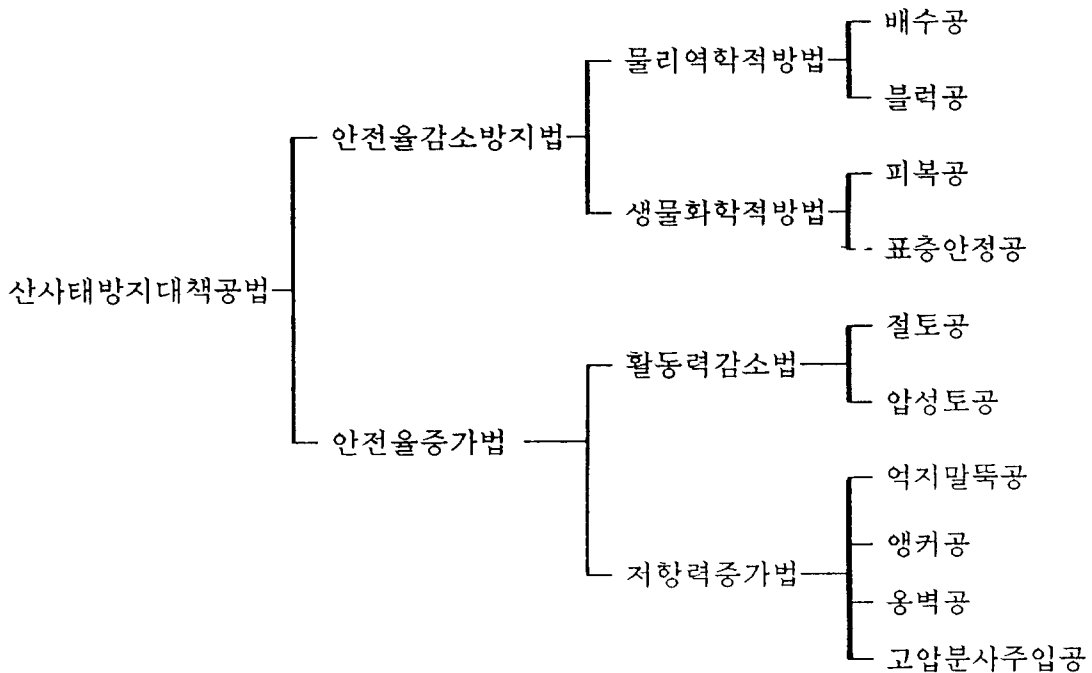 산사태방지대책공법
안전율감소방지법
물리역학적방법
배수공
블럭공
생물화학적방법
피복공
표층안정공
안전율증가법
활동력감소법
절토공
압성토공
저항력증가법
억지말뚝공
앵커공
옹벽공
고압분사주입공